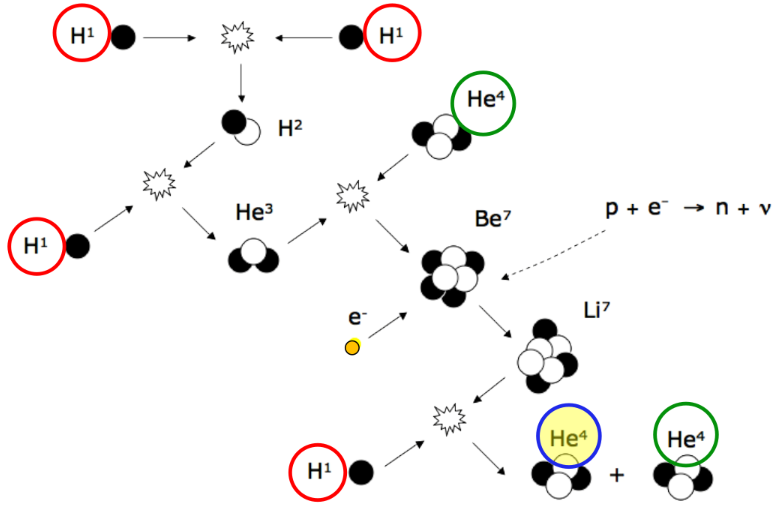 H¹ H¹
He⁴
H²
He³
Be⁷
p + e⁻ → n + ν
H¹
e⁻
Li⁷
He⁴ + He⁴
H¹